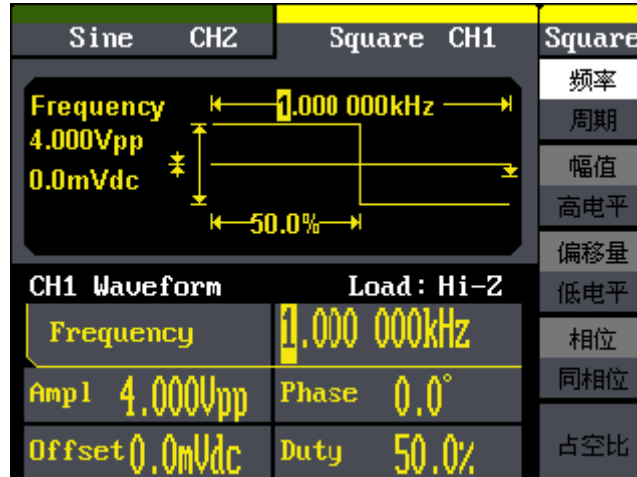 Sine CH2
Square CH1
Square
Frequency
1.000 000kHz
4.000Vpp
0.0mVdc
50.0%
CH1 Waveform
Load: Hi-Z
Frequency
1.000 000kHz
Ampl 4.000Vpp
Phase 0.0°
Offset 0.0mVdc
Duty 50.0%
频率
周期
幅值
高电平
偏移量
低电平
相位
同相位
占空比